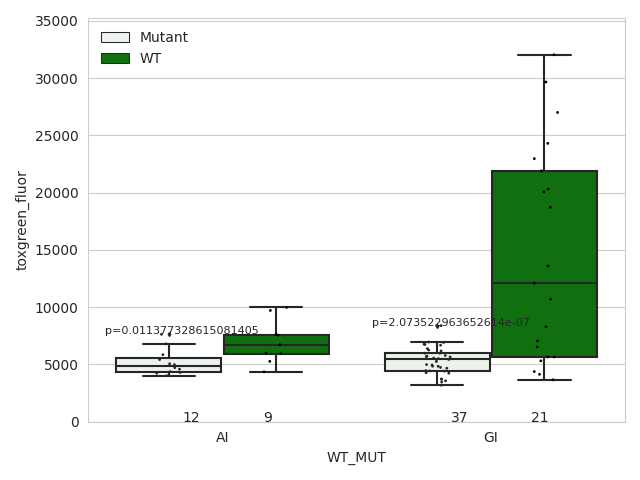 35000
30000
25000
20000
15000
10000
5000
0
toxgreen_fluor
Mutant
WT
p=0.011377328615081405
p=2.073522963652614e-07
12
9
37
21
AI
GI
WT_MUT